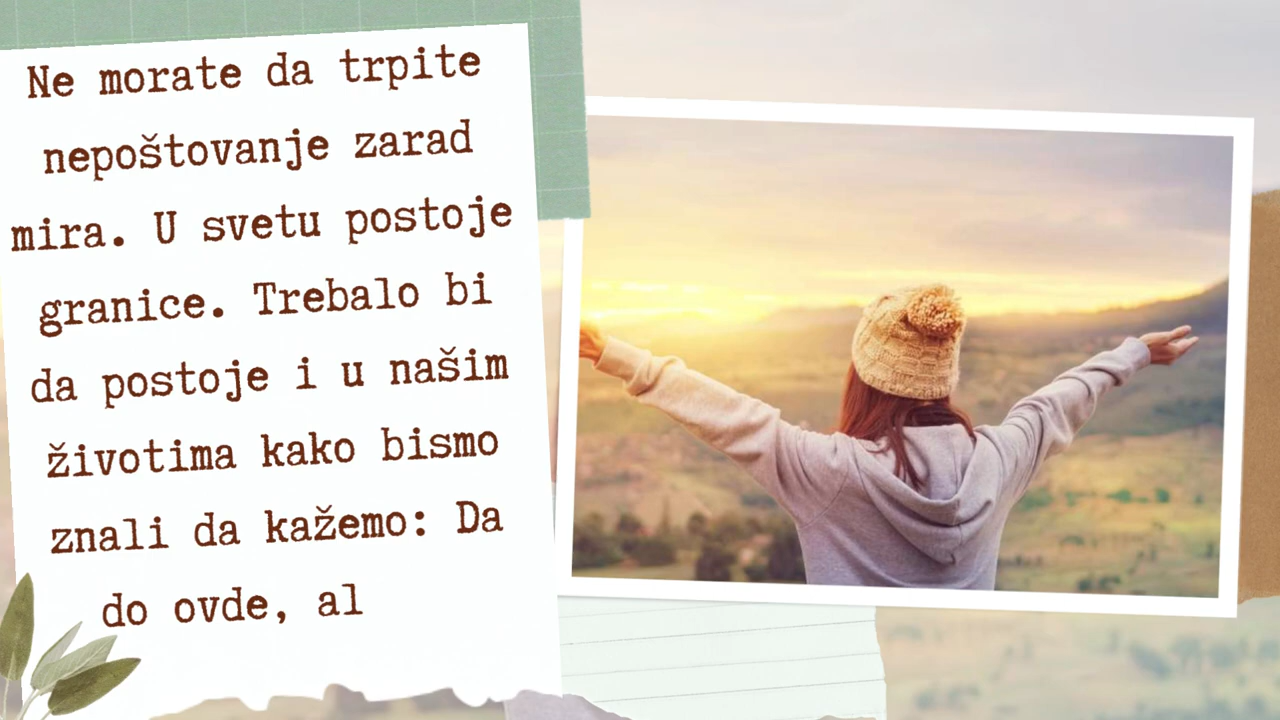 Ne morate da trpite
nepoštovanje zarad
mira. U svetu postoje
granice. Trebalo bi
da postoje i u našim
životima kako bismo
znali da kažemo: Da
do ovde, al